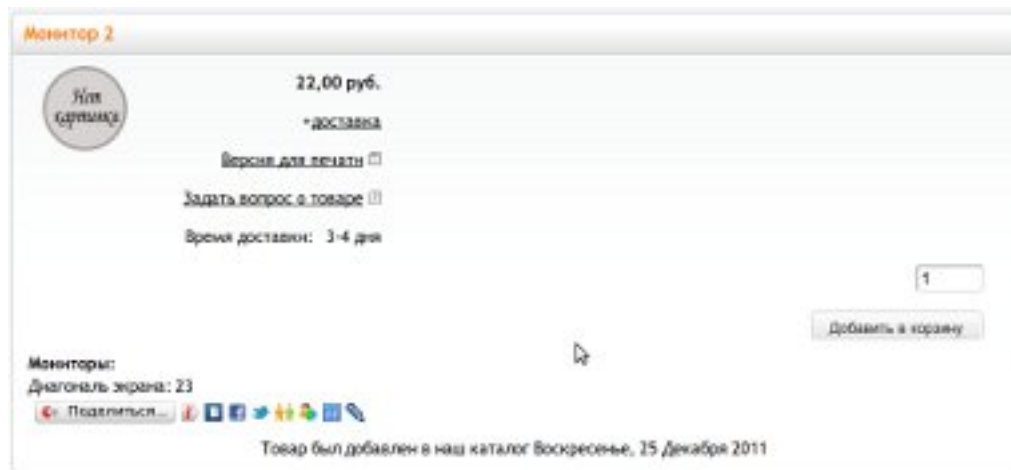 Монитор 2
Нет
картинки
22,00 руб.
+доставка
Версия для печати
Задать вопрос о товаре
Время доставки: 3-4 дня
1
Добавить в корзину
Мониторы:
Диагональ экрана: 23
Поделиться...
Товар был добавлен в наш каталог Воскресенье, 25 Декабря 2011